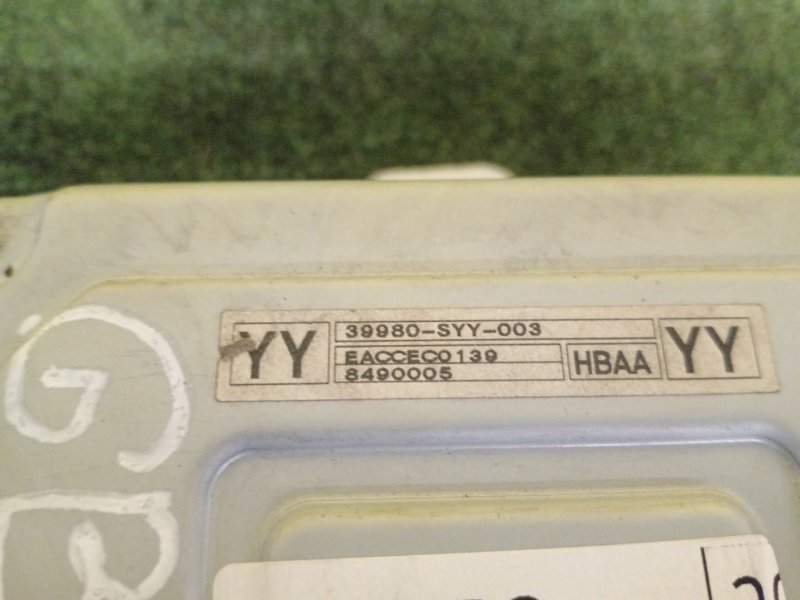 YY
39980-SYY-003
EACCEC0139
8490005
HBAA
YY
G